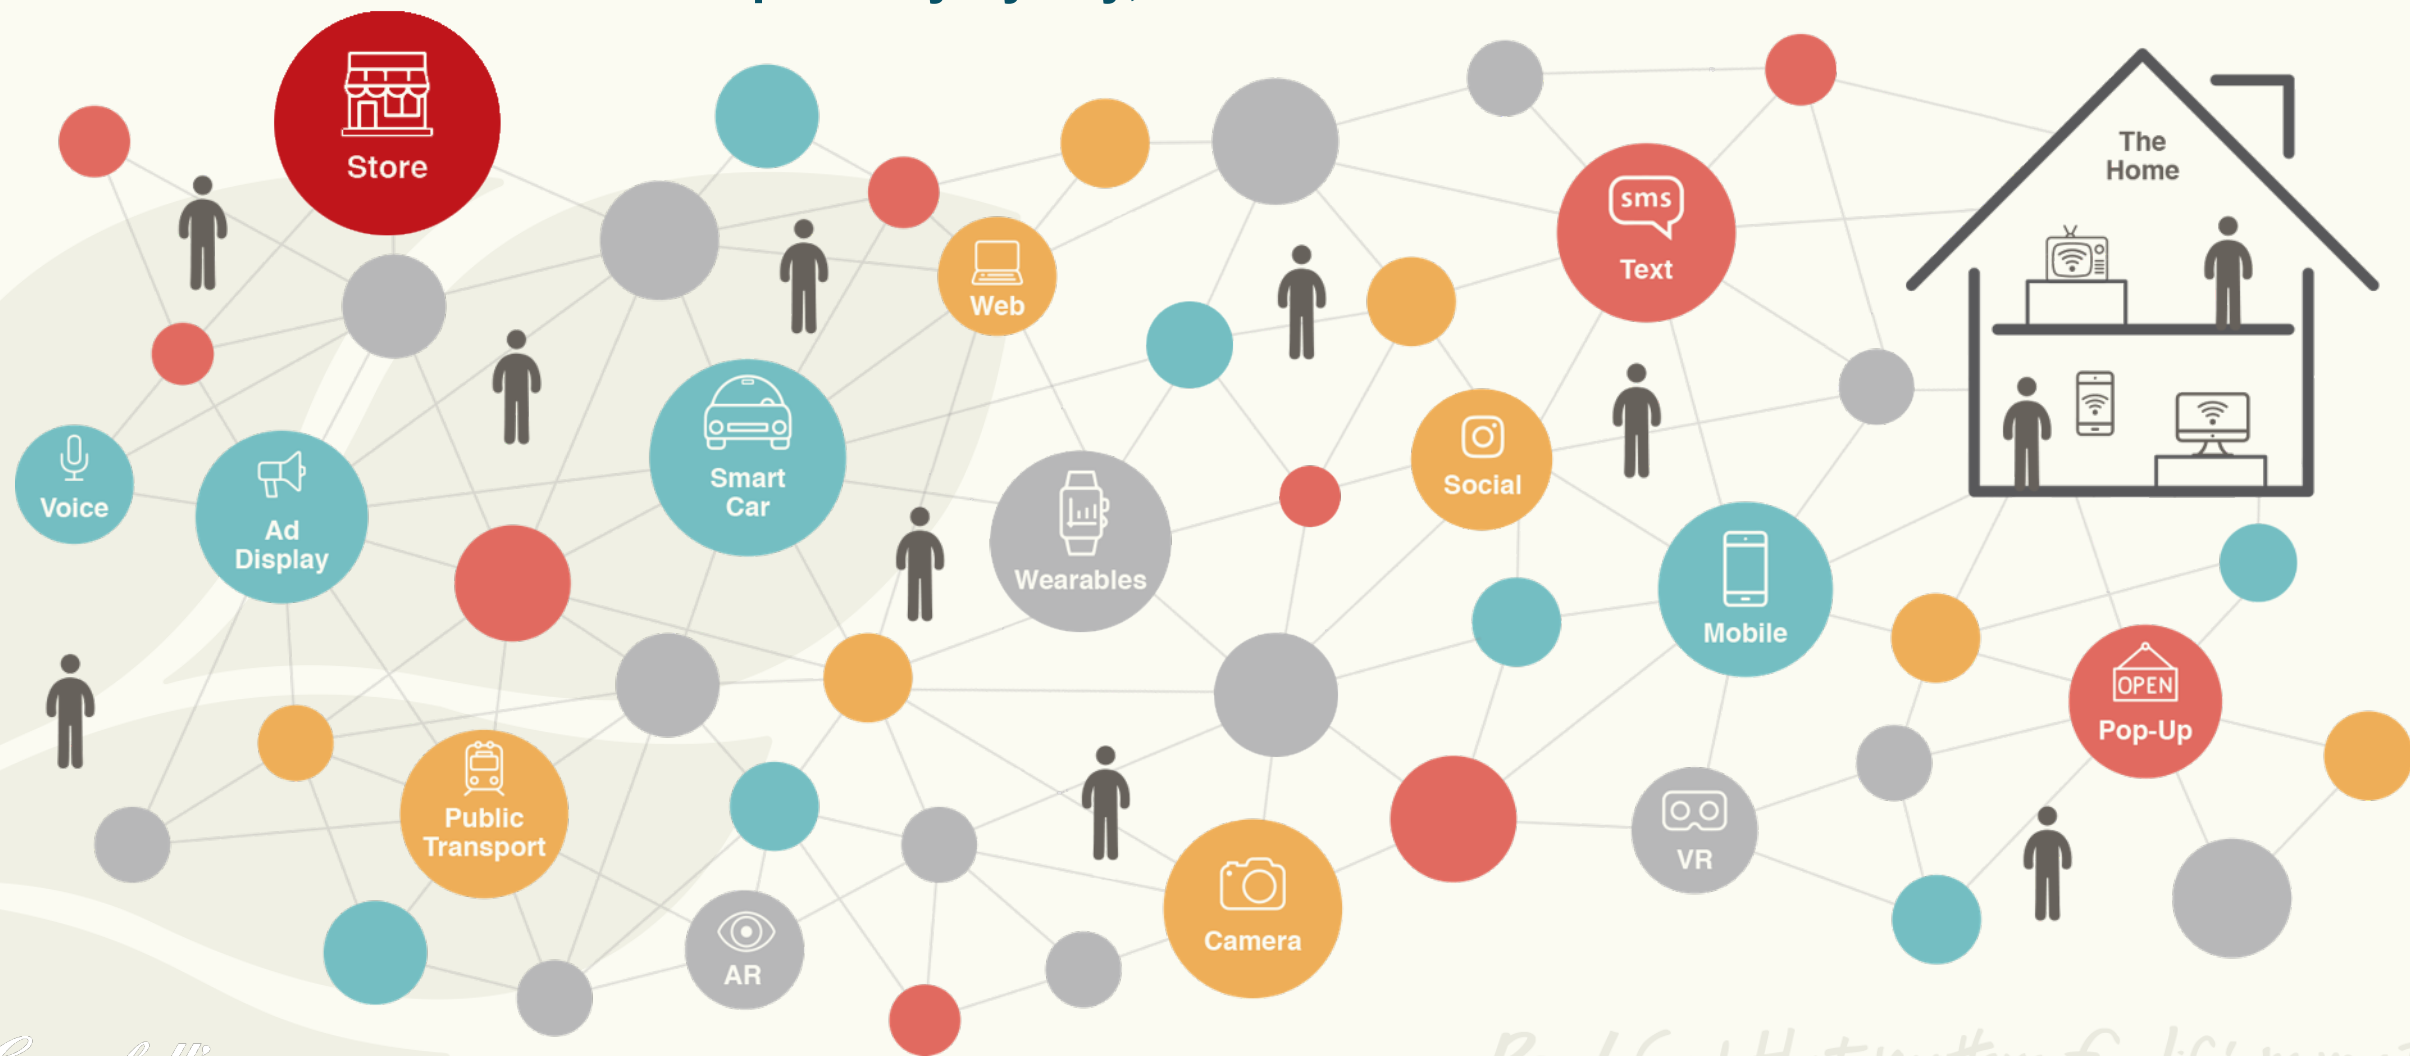 Store
The
Home
sms
Text
Web
Smart
Car
Social
Voice
Ad
Display
Wearables
Mobile
OPEN
Pop-Up
Public
Transport
VR
Camera
AR